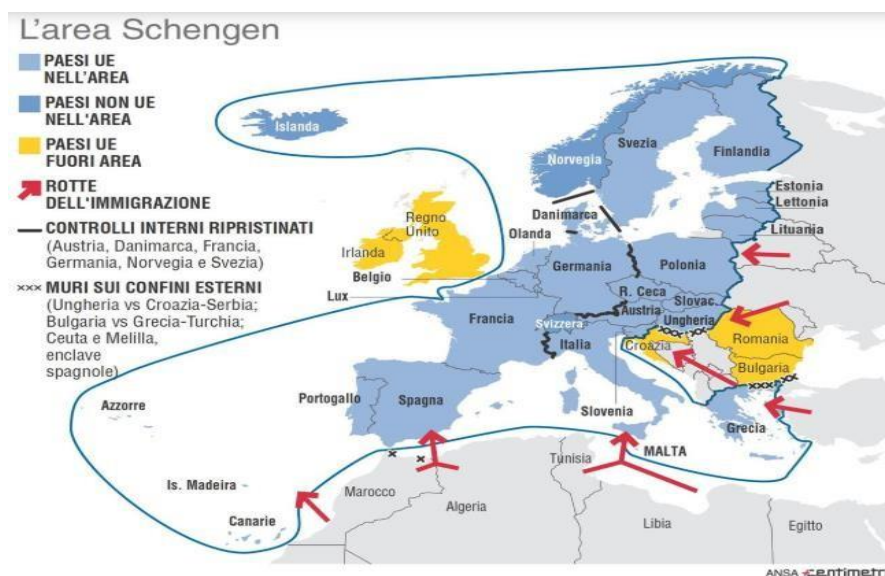 L'area Schengen
PAESI UE
NELL'AREA
PAESI NON UE
NELL'AREA
PAESI UE
FUORI AREA
ROTTE
DELL'IMMIGRAZIONE
CONTROLLI INTERNI RIPRISTINATI
(Austria, Danimarca, Francia,
Germania, Norvegia e Svezia)
xxx MURI SUI CONFINI ESTERNI
(Ungheria vs Croazia-Serbia;
Bulgaria vs Grecia-Turchia;
Ceuta e Melilla,
enclave
spagnole)
Islanda
Norvegia
Svezia
Finlandia
Estonia
Lettonia
Lituania
Danimarca
Regno
Unito
Irlanda
Olanda
Belgio
Lux
Germania
Polonia
R. Ceca
Slovac.
Austria
Ungheria
Francia
Svizzera
Italia
Croazia
Romania
Bulgaria
Portogallo
Spagna
Slovenia
Grecia
MALTA
Azzorre
Is. Madeira
Canarie
Marocco
Algeria
Tunisia
Libia
Egitto
ANSA centimetri